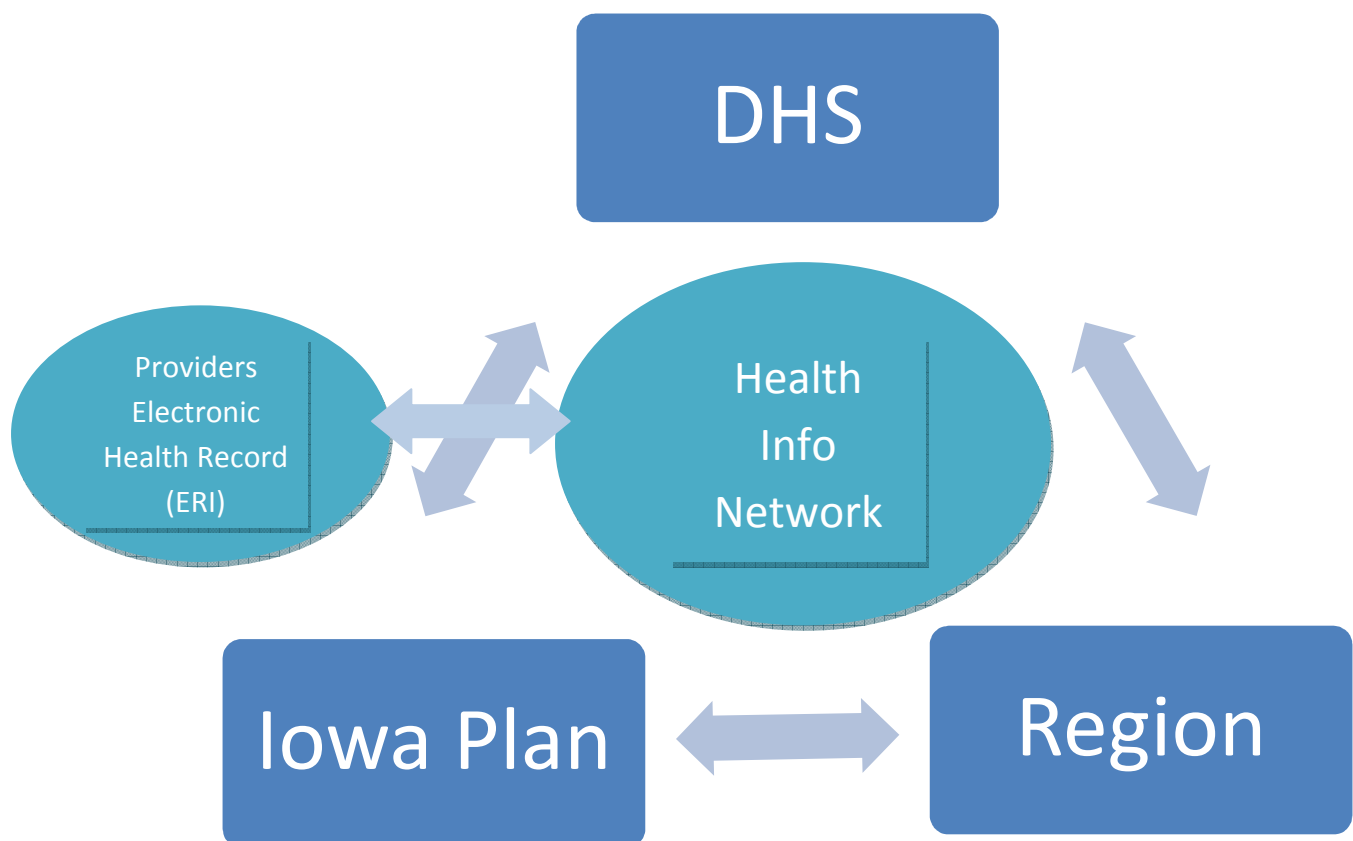 DHS
Providers
Electronic
Health Record
(ERI)
Health
Info
Network
Iowa Plan
Region